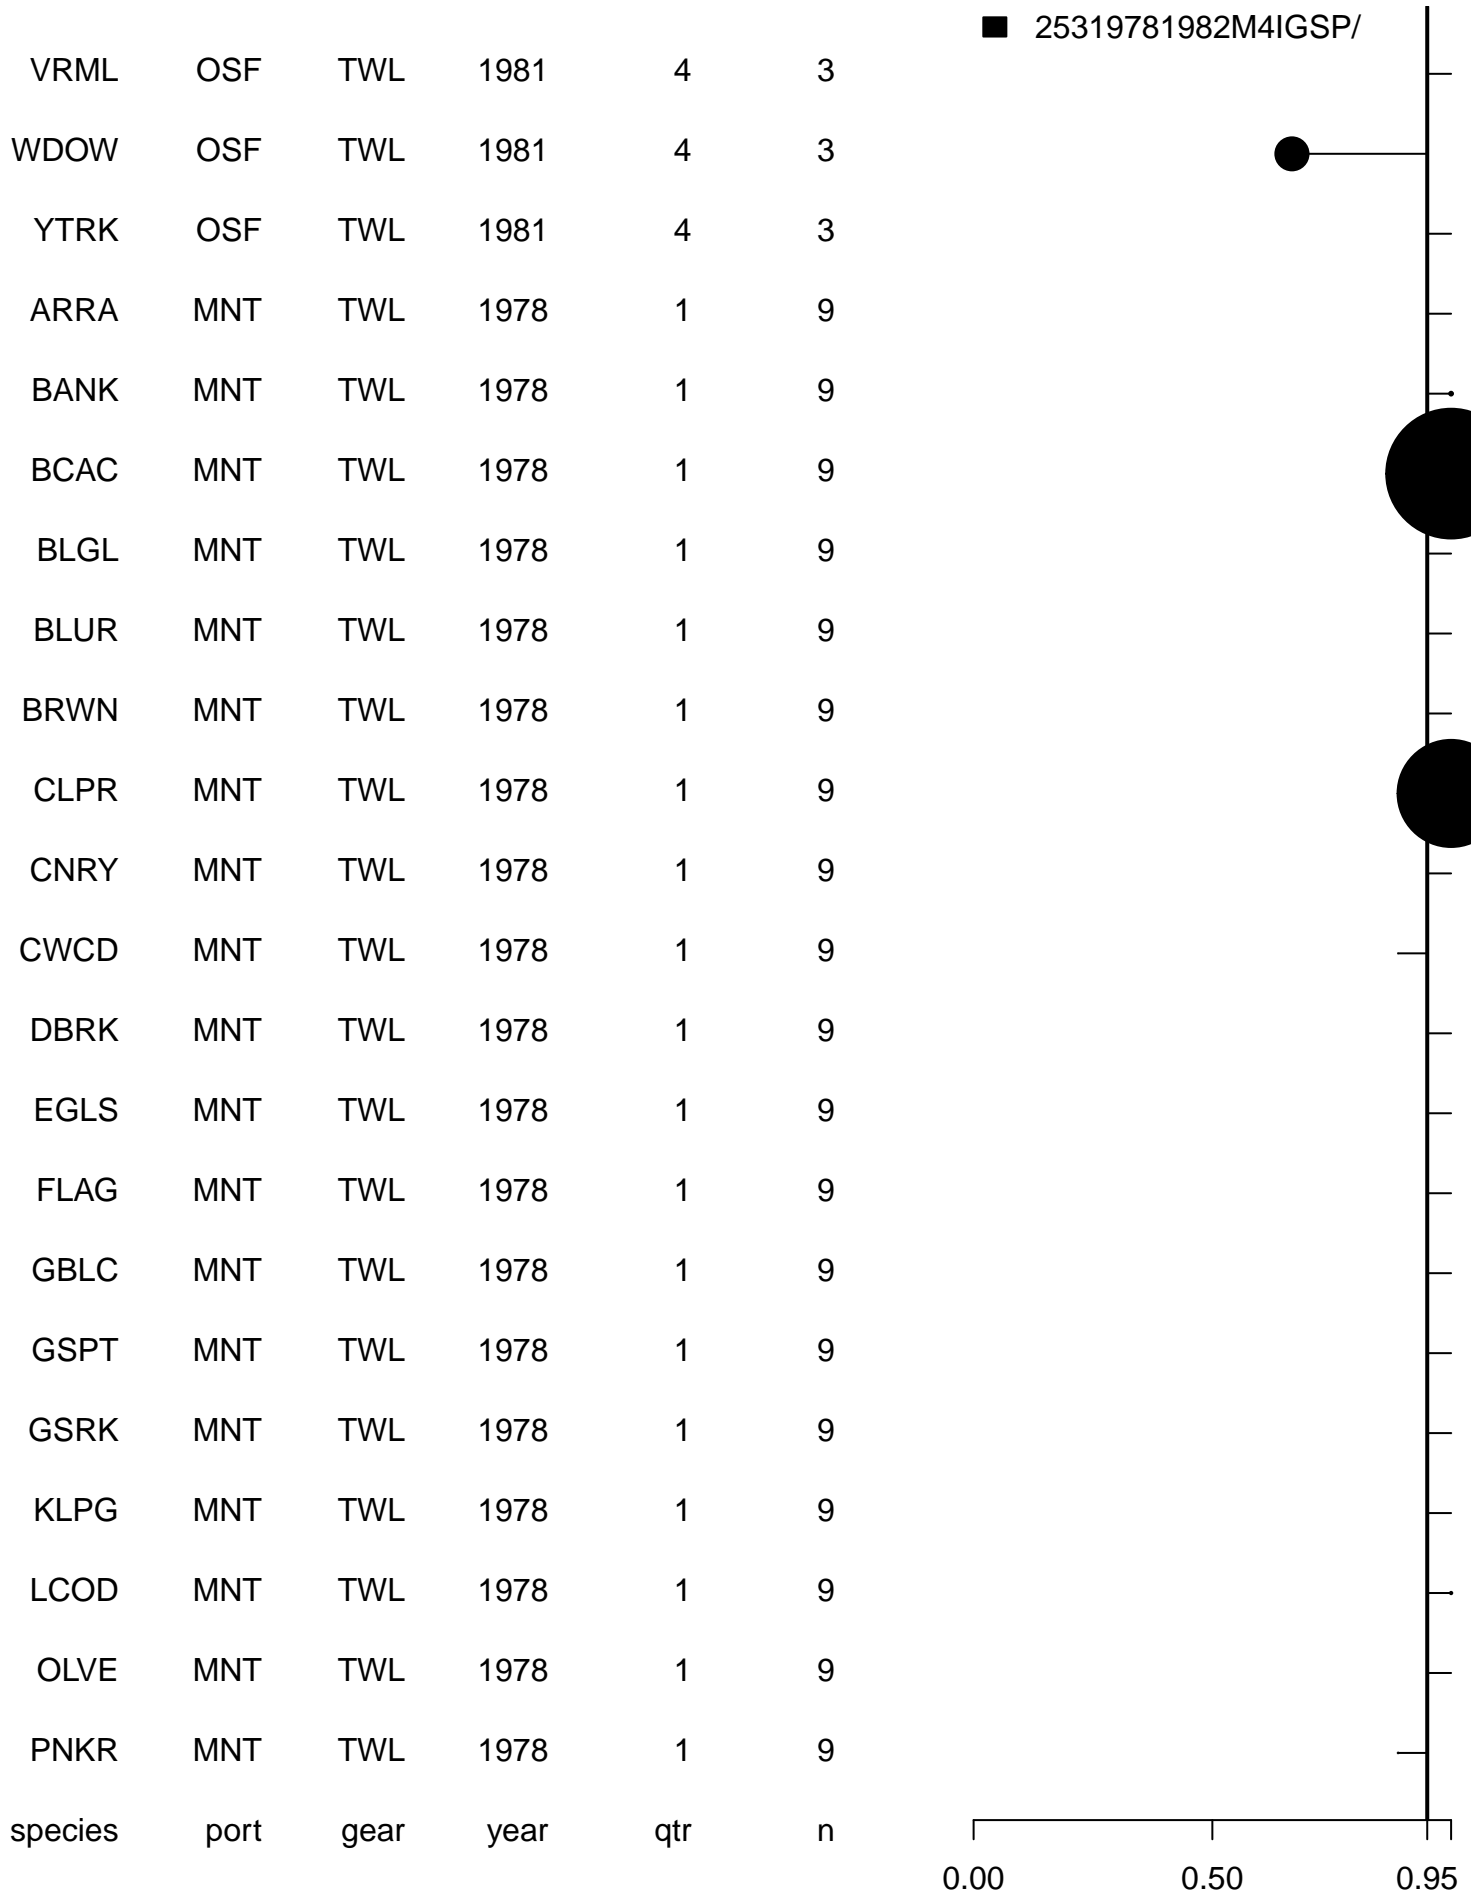 25319781982M4IGSP/
VRML OSF TWL 1981 4 3
WDOW OSF TWL 1981 4 3
YTRK OSF TWL 1981 4 3
ARRA MNT TWL 1978 1 9
BANK MNT TWL 1978 1 9
BCAC MNT TWL 1978 1 9
BLGL MNT TWL 1978 1 9
BLUR MNT TWL 1978 1 9
BRWN MNT TWL 1978 1 9
CLPR MNT TWL 1978 1 9
CNRY MNT TWL 1978 1 9
CWCD MNT TWL 1978 1 9
DBRK MNT TWL 1978 1 9
EGLS MNT TWL 1978 1 9
FLAG MNT TWL 1978 1 9
GBLC MNT TWL 1978 1 9
GSPT MNT TWL 1978 1 9
GSRK MNT TWL 1978 1 9
KLPG MNT TWL 1978 1 9
LCOD MNT TWL 1978 1 9
OLVE MNT TWL 1978 1 9
PNKR MNT TWL 1978 1 9
species port gear year qtr n
0.00 0.50 0.95